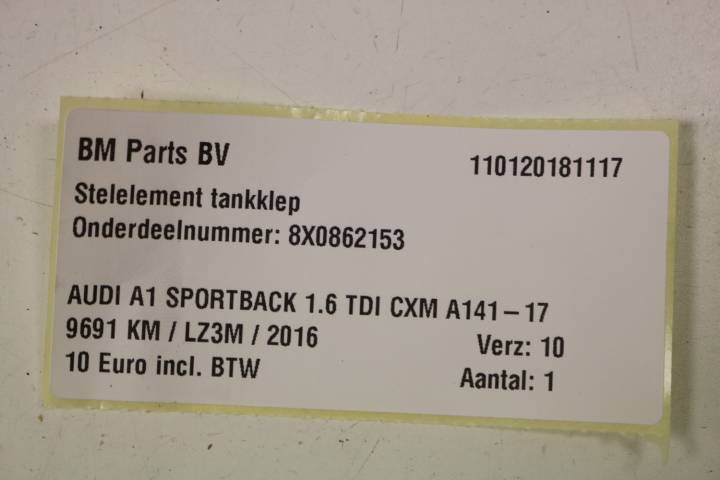 BM Parts BV 110120181117
Stelelement tankklep
Onderdeelnummer: 8X0862153
AUDI A1 SPORTBACK 1.6 TDI CXM A141-17
9691 KM / LZ3M / 2016 Verz: 10
10 Euro incl. BTW Aantal: 1